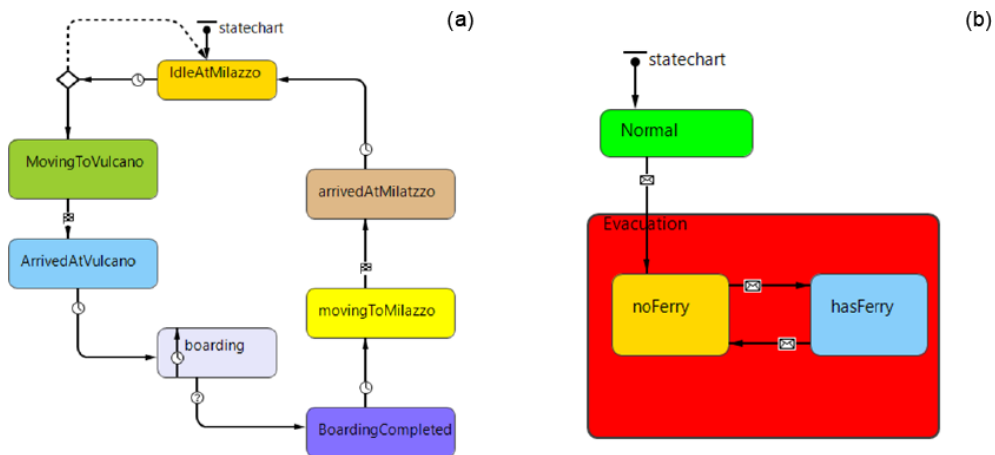 (a)
statechart
IdleAtMilazzo
MovingToVulcano
arrivedAtMilatzzo
ArrivedAtVulcano
movingToMilazzo
boarding
?
BoardingCompleted
(b)
statechart
Normal
Evacuation
noFerry
hasFerry